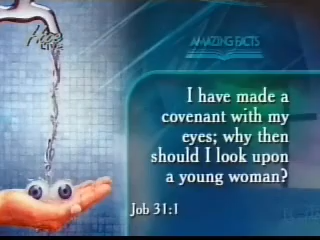 AMAZING FACTS
I have made a
covenant with my
eyes; why then
should I look upon
a young woman?
Job 31:1